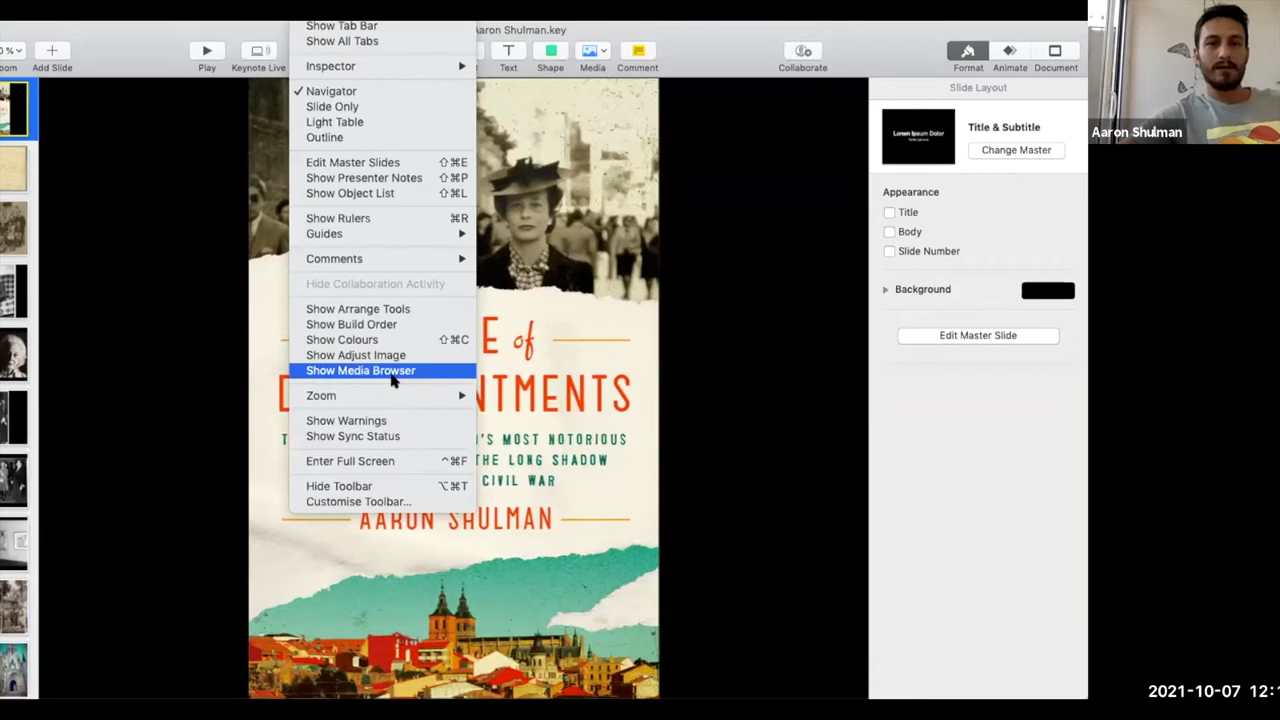 Aaron Shulman.key
Show Tab Bar
Show All Tabs
Inspector
✓ Navigator
Slide Only
Light Table
Outline
Edit Master Slides ⇧⌘E
Show Presenter Notes ⇧⌘P
Show Object List ⇧⌘L
Show Rulers ⌘R
Guides
Comments
Hide Collaboration Activity
Show Arrange Tools
Show Build Order
Show Colours ⇧⌘C
Show Adjust Image
Show Media Browser
Zoom
Show Warnings
Show Sync Status
Enter Full Screen ^⌘F
Hide Toolbar ⌥⌘T
Customise Toolbar...
%
oom
Add Slide
Play
Keynote Live
Text
Shape
Media
Comment
Collaborate
Format
Animate
Document
E of
D NTMENTS
T 'S MOST NOTORIOUS
THE LONG SHADOW
CIVIL WAR
AARON SHULMAN
Slide Layout
Lorem Ipsum Dolor
Title & Subtitle
Change Master
Appearance
Title
Body
Slide Number
Background
Edit Master Slide
Aaron Shulman
2021-10-07 12:1